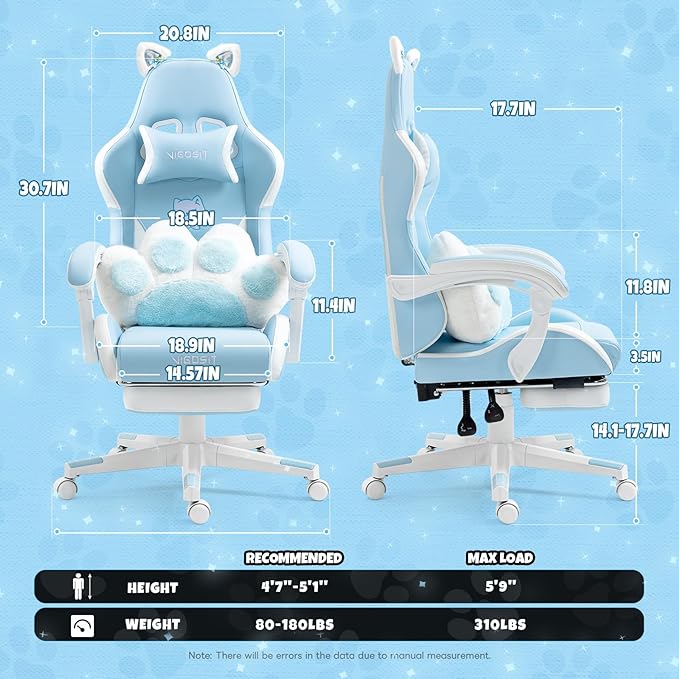 20.8IN
17.7IN
VIGOSIT
30.7IN
18.5IN
11.4IN
11.8IN
18.9IN
VIGOSIT
3.5IN
14.57IN
14.1-17.7IN
RECOMMENDED MAX LOAD
HEIGHT 4'7"-5'1" 5'9"
WEIGHT 80-180LBS 310LBS
Note: There will be errors in the data due to manual measurement.